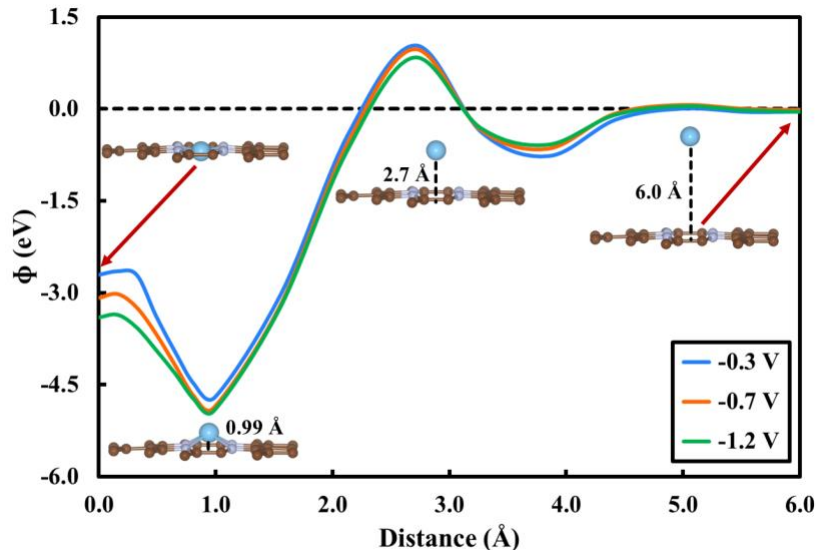 1.5
0.0
-1.5
-3.0
-4.5
-6.0
ϕ (eV)
2.7 Å
6.0 Å
0.99 Å
-0.3 V
-0.7 V
-1.2 V
0.0 1.0 2.0 3.0 4.0 5.0 6.0
Distance (Å)